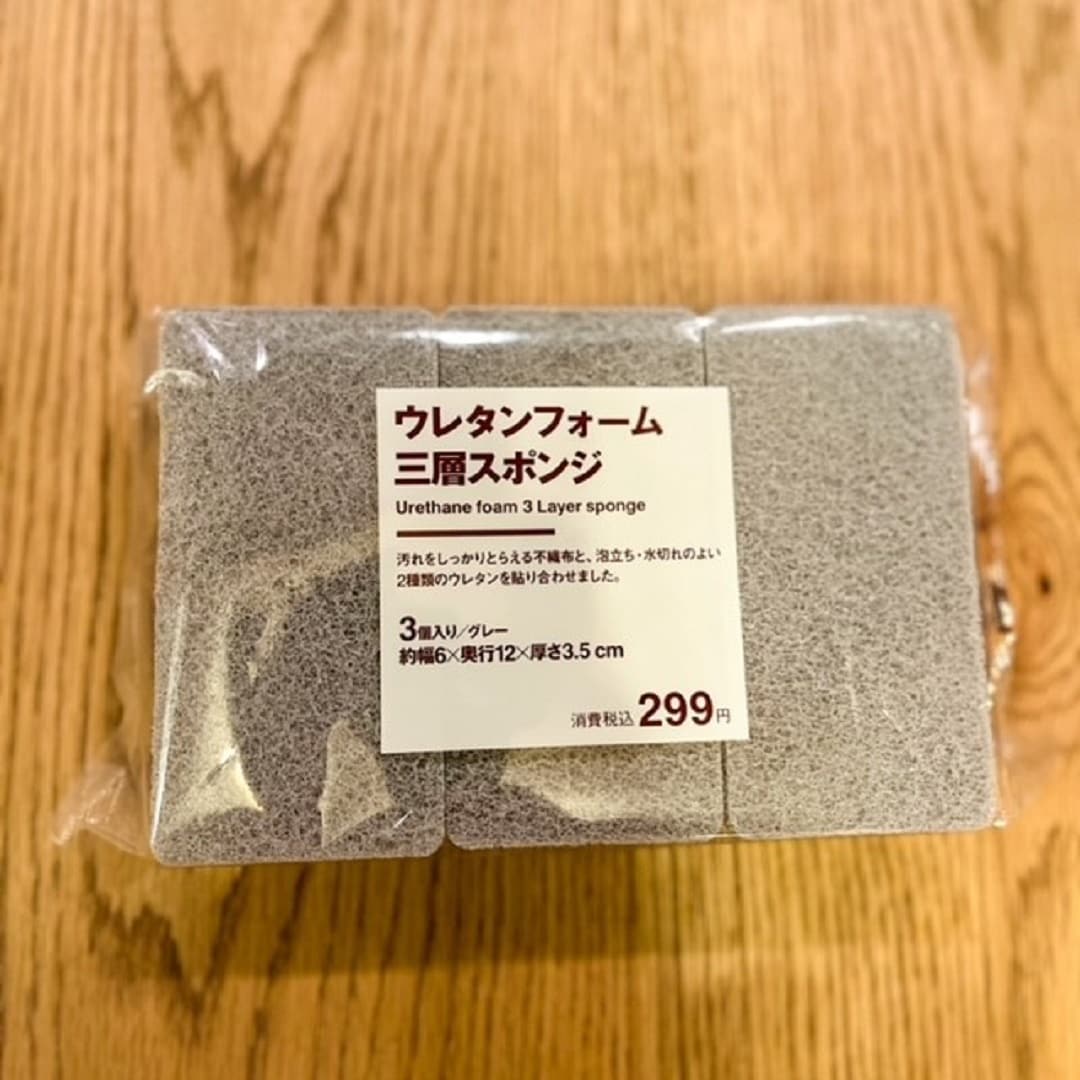 ウレタンフォーム
三層スポンジ
Urethane foam 3 Layer sponge
汚れをしっかりとらえる不織布と、泡立ち・水切れのよい
2種類のウレタンを貼り合わせました。
3個入り/グレー
約幅6×奥行12×厚さ3.5 cm
消費税込299円